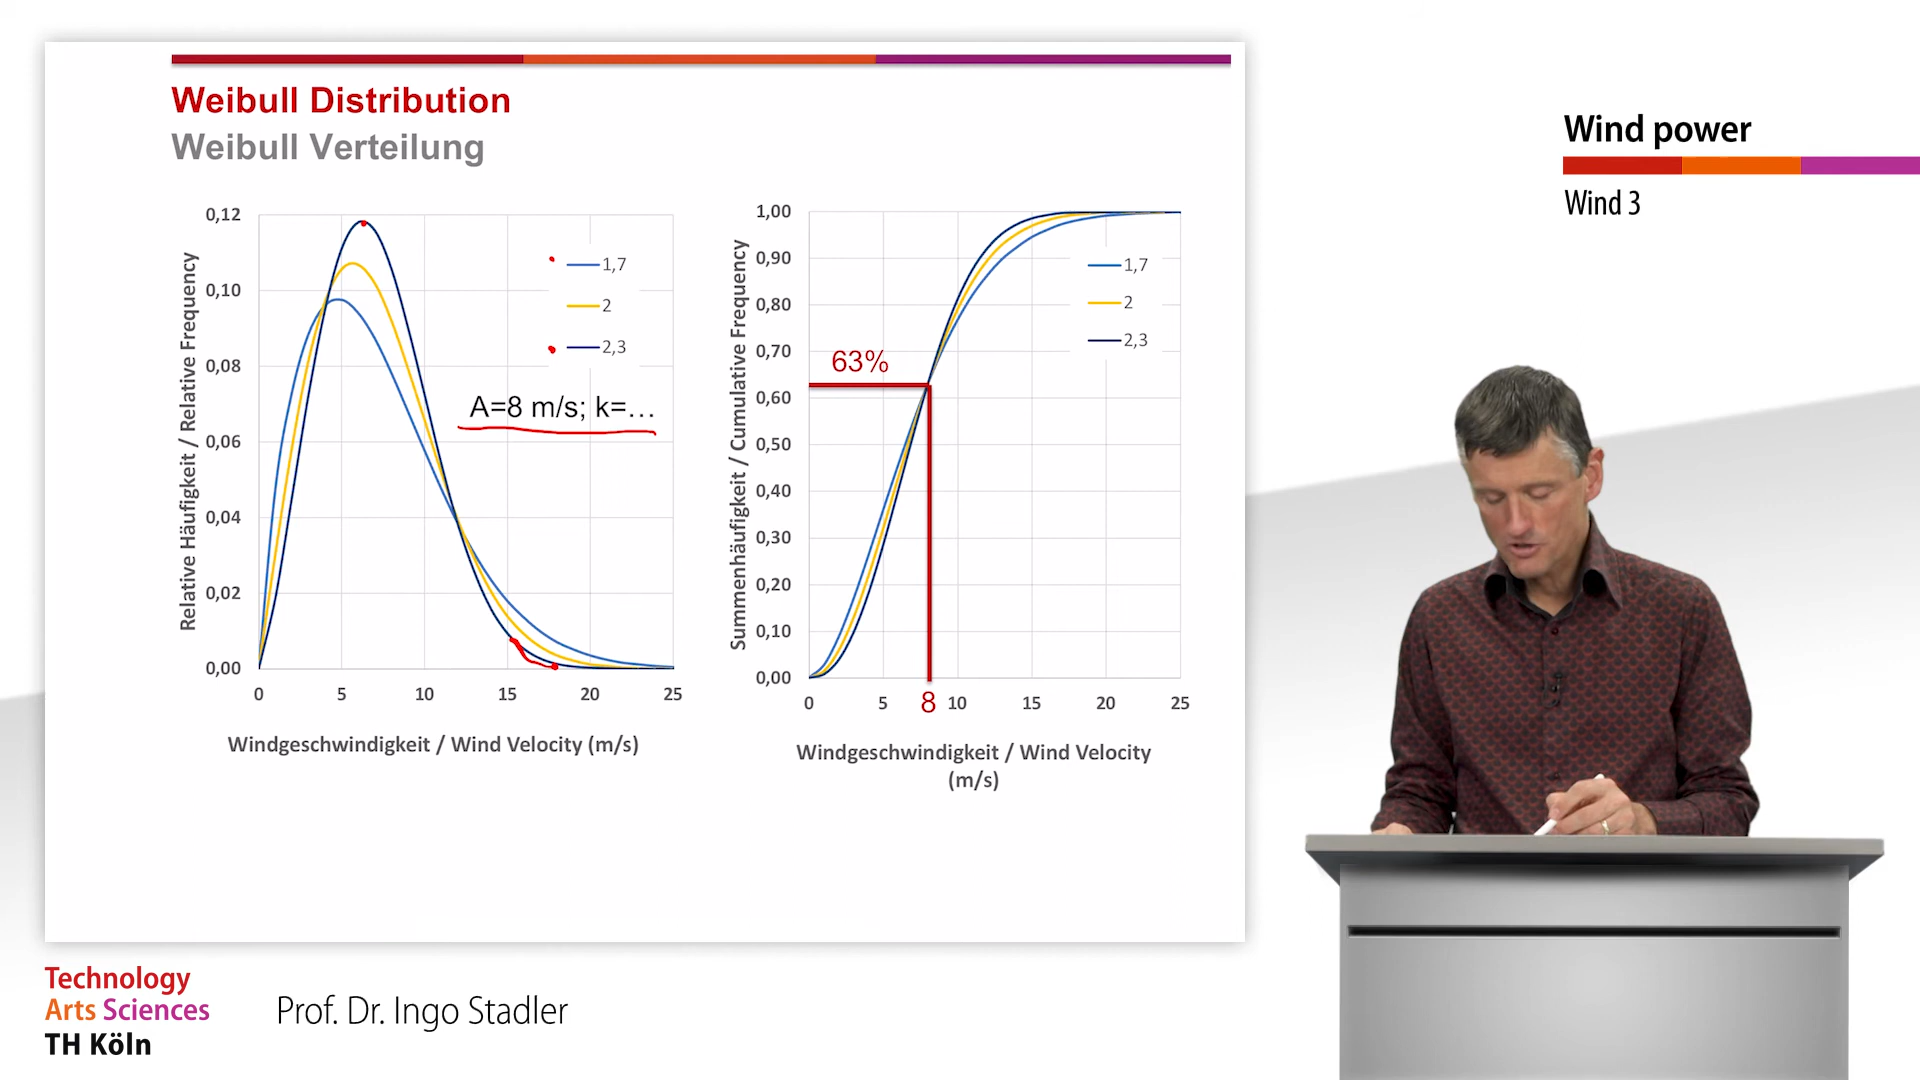 Weibull Distribution
Weibull Verteilung
Relative Häufigkeit / Relative Frequency
0,12
0,10
0,08
0,06
0,04
0,02
0,00
0 5 10 15 20 25
1,7
2
2,3
A=8 m/s; k=…
Windgeschwindigkeit / Wind Velocity (m/s)
Summenhäufigkeit / Cumulative Frequency
1,00
0,90
0,80
0,70
0,60
0,50
0,40
0,30
0,20
0,10
0,00
63%
0 5 8 10 15 20 25
1,7
2
2,3
Windgeschwindigkeit / Wind Velocity
(m/s)
Wind power
Wind 3
Technology
Arts Sciences
TH Köln
Prof. Dr. Ingo Stadler